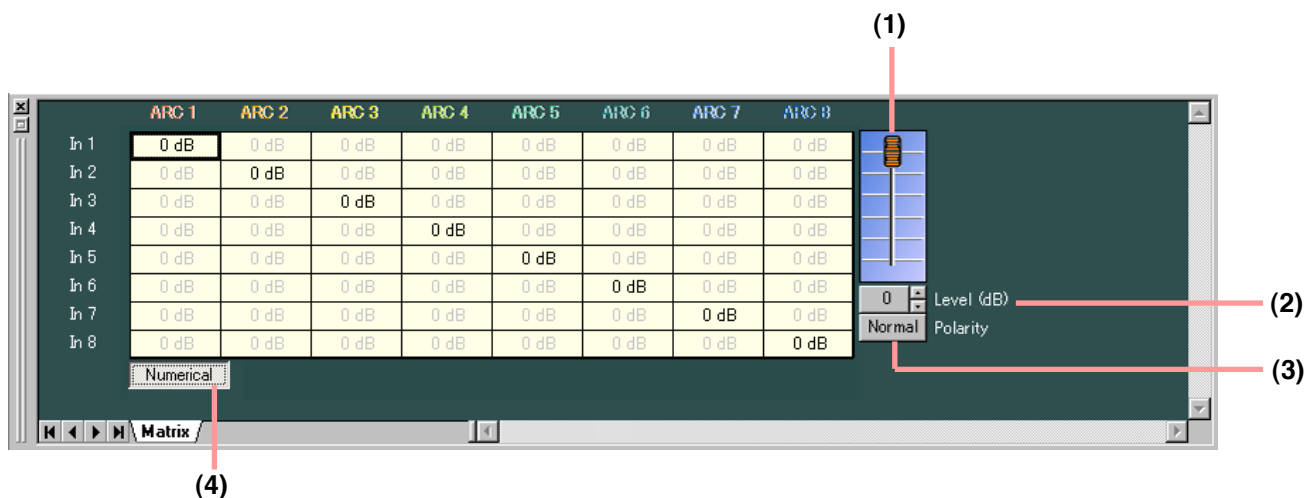 (1)
ARC 1 ARC 2 ARC 3 ARC 4 ARC 5 ARC 6 ARC 7 ARC 8
In 1 0 dB 0 dB 0 dB 0 dB 0 dB 0 dB 0 dB 0 dB
In 2 0 dB 0 dB 0 dB 0 dB 0 dB 0 dB 0 dB 0 dB
In 3 0 dB 0 dB 0 dB 0 dB 0 dB 0 dB 0 dB 0 dB
In 4 0 dB 0 dB 0 dB 0 dB 0 dB 0 dB 0 dB 0 dB
In 5 0 dB 0 dB 0 dB 0 dB 0 dB 0 dB 0 dB 0 dB
In 6 0 dB 0 dB 0 dB 0 dB 0 dB 0 dB 0 dB 0 dB
In 7 0 dB 0 dB 0 dB 0 dB 0 dB 0 dB 0 dB 0 dB
In 8 0 dB 0 dB 0 dB 0 dB 0 dB 0 dB 0 dB 0 dB
0 Level (dB) (2)
Normal Polarity
(3)
Numerical
Matrix
(4)